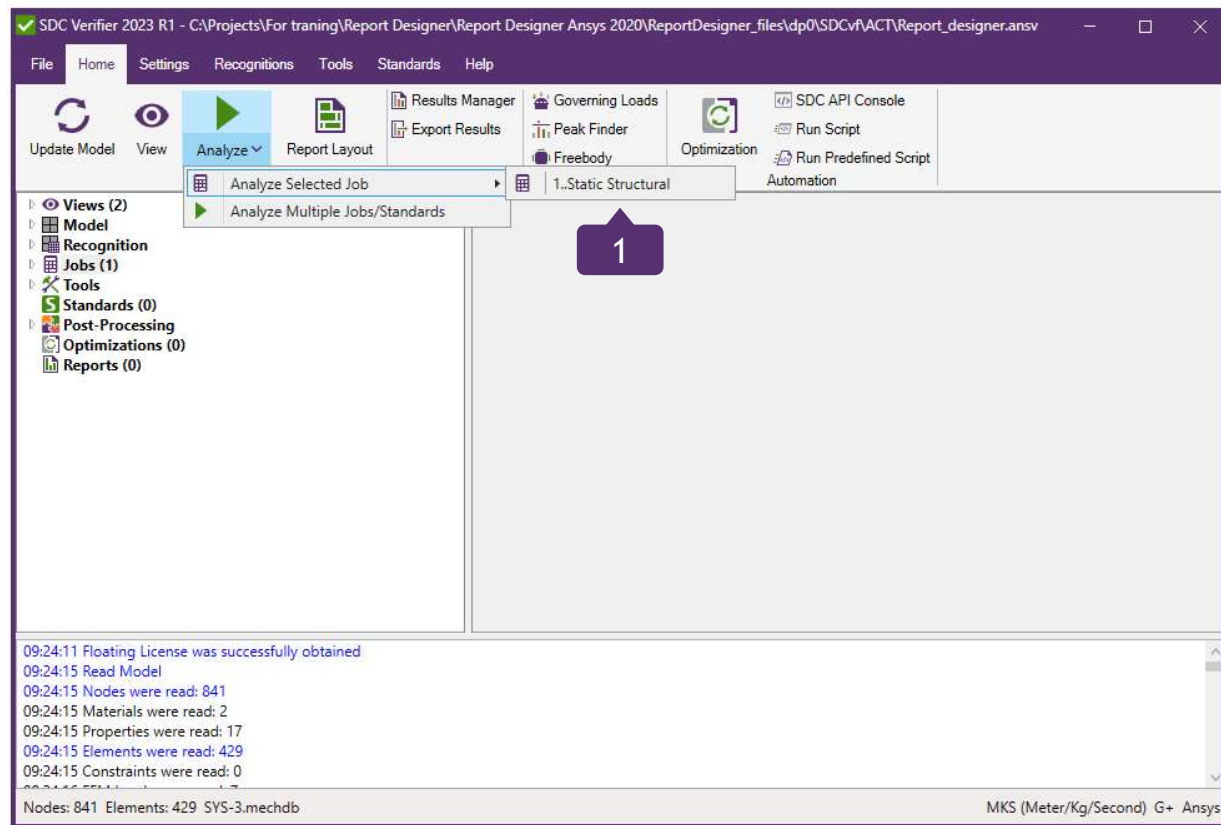 SDC Verifier 2023 R1 - C:\Projects\For traning\Report Designer\Report Designer Ansys 2020\ReportDesigner_files\dp0\SDCvf\ACT\Report_designer.ansv
File Home Settings Recognitions Tools Standards Help
Update Model View Analyze Report Layout
Results Manager
Export Results
Governing Loads
Peak Finder
Freebody
Optimization
SDC API Console
Run Script
Run Predefined Script
Automation
Analyze Selected Job
1..Static Structural
Analyze Multiple Jobs/Standards
1
Views (2)
Model
Recognition
Jobs (1)
Tools
Standards (0)
Post-Processing
Optimizations (0)
Reports (0)
09:24:11 Floating License was successfully obtained
09:24:15 Read Model
09:24:15 Nodes were read: 841
09:24:15 Materials were read: 2
09:24:15 Properties were read: 17
09:24:15 Elements were read: 429
09:24:15 Constraints were read: 0
Nodes: 841 Elements: 429 SYS-3.mechdb
MKS (Meter/Kg/Second) G+ Ansys